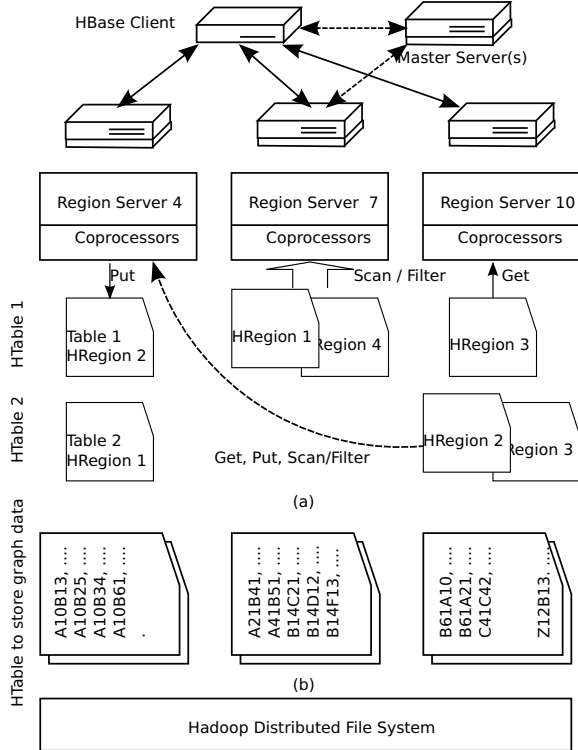 HBase Client
Master Server(s)
Region Server 4
Region Server 7
Region Server 10
Coprocessors
Coprocessors
Coprocessors
Put
Scan / Filter
Get
HTable 1
Table 1
HRegion 2
HRegion 1
Region 4
HRegion 3
HTable 2
Table 2
HRegion 1
Get, Put, Scan/Filter
HRegion 2
Region 3
(a)
HTable to store graph data
A10B13, ....
A10B25, ....
A10B34, ....
A10B61, ....
.
A21B41, ....
A41B51, ....
B14C21, ....
B14D12, ....
B14F13, ....
B61A10, ....
B61A21, ....
C41C42, ....
Z12B13, ....
(b)
Hadoop Distributed File System